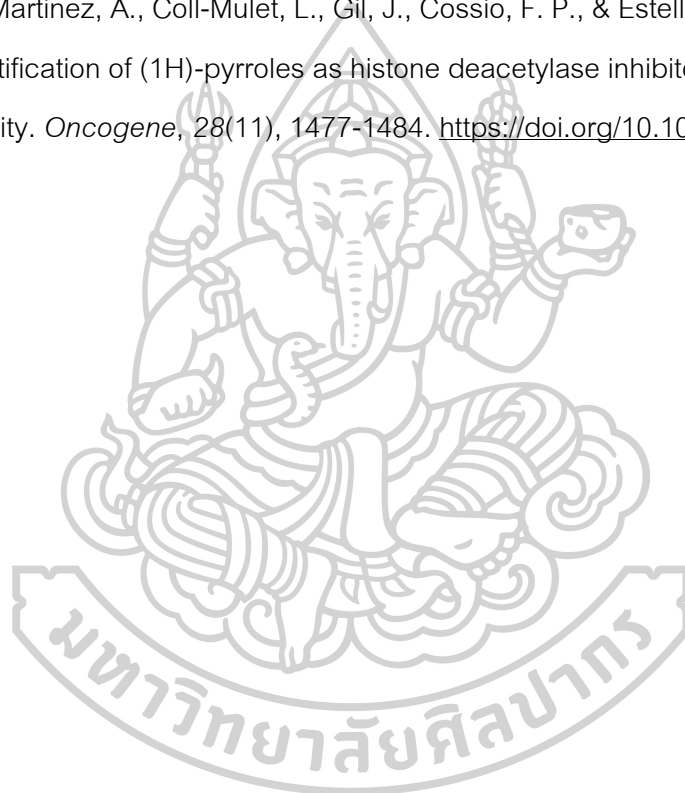 Martinez, A., Coll-Mulet, L., Gil, J., Cossio, F. P., & Estell
tification of (1H)-pyrroles as histone deacetylase inhibito
ity. Oncogene, 28(11), 1477-1484. https://doi.org/10.10
มหาวิทยาลัยศิลปากร